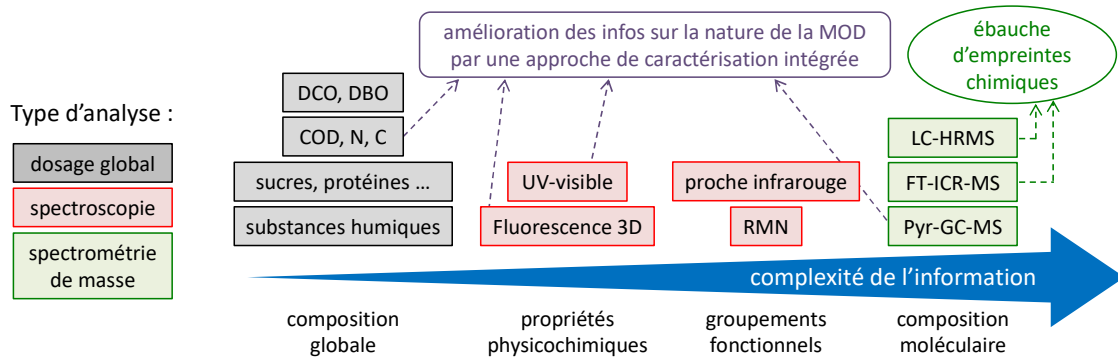 amélioration des infos sur la nature de la MOD
par une approche de caractérisation intégrée
ébauche
d’empreintes
chimiques
Type d’analyse :
dosage global
spectroscopie
spectrométrie
de masse
DCO, DBO
COD, N, C
sucres, protéines …
substances humiques
UV-visible
Fluorescence 3D
proche infrarouge
RMN
LC-HRMS
FT-ICR-MS
Pyr-GC-MS
complexité de l’information
composition
globale
propriétés
physicochimiques
groupements
fonctionnels
composition
moléculaire